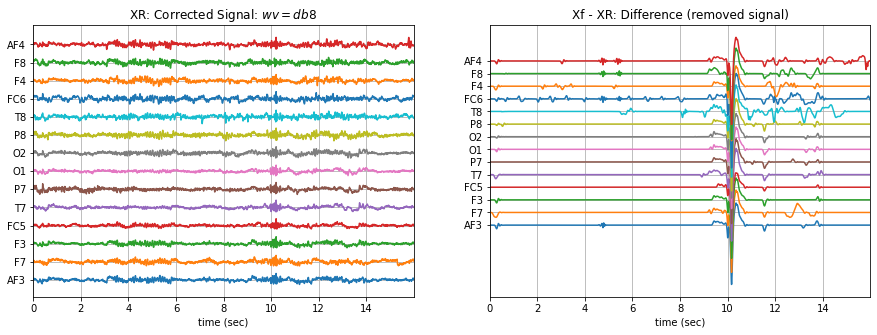 XR: Corrected Signal: wv = db8
AF4
F8
F4
FC6
T8
P8
O2
O1
P7
T7
FC5
F3
F7
AF3
0 2 4 6 8 10 12 14
time (sec)
Xf - XR: Difference (removed signal)
AF4
F8
F4
FC6
T8
P8
O2
O1
P7
T7
FC5
F3
F7
AF3
0 2 4 6 8 10 12 14
time (sec)